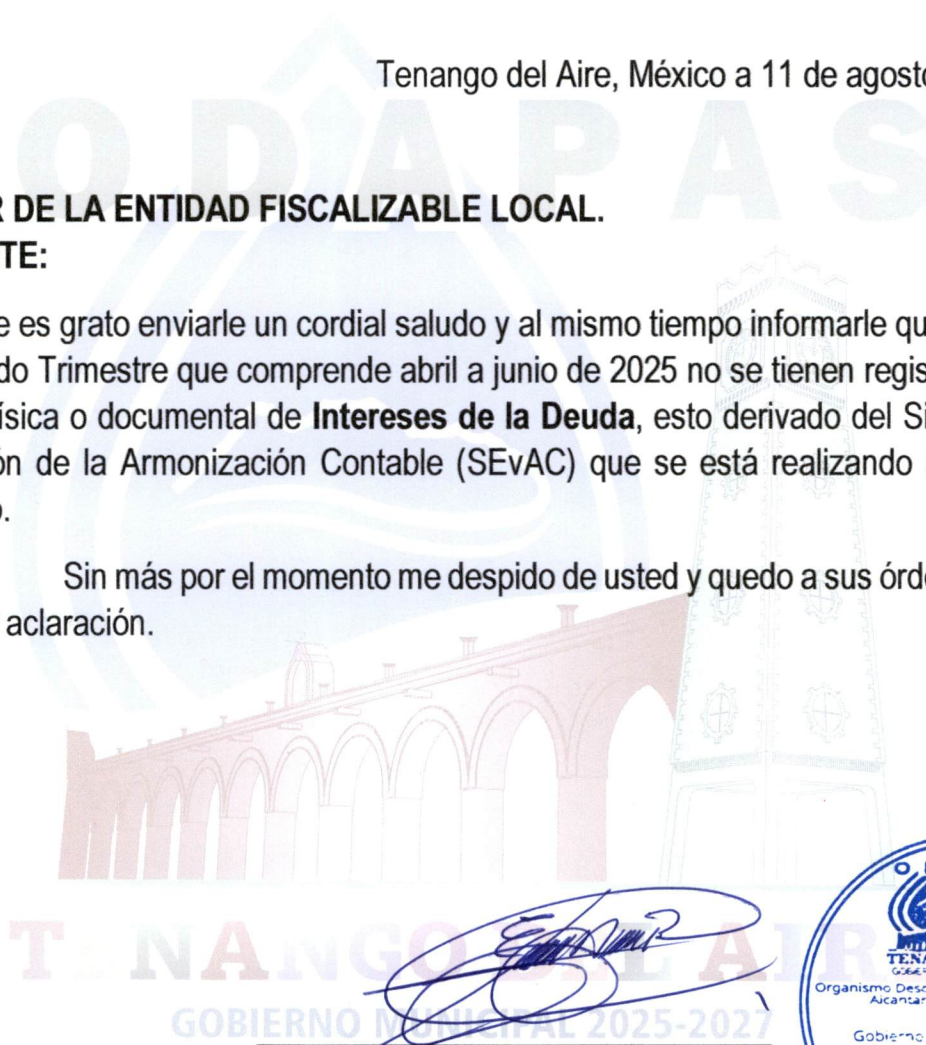 Tenango del Aire, México a 11 de agosto
ODAPAS
R DE LA ENTIDAD FISCALIZABLE LOCAL.
TE:
e es grato enviarle un cordial saludo y al mismo tiempo informarle qu
do Trimestre que comprende abril a junio de 2025 no se tienen regis
ísica o documental de Intereses de la Deuda, esto derivado del Si
ón de la Armonización Contable (SEvAC) que se está realizando
o.
Sin más por el momento me despido de usted y quedo a sus órde
aclaración.
TENANGO DEL AIR
GOBIERNO MUNICIPAL 2025-2027
O
TENA
GOBIER
Organismo Desc
Alcantar
Gobierno